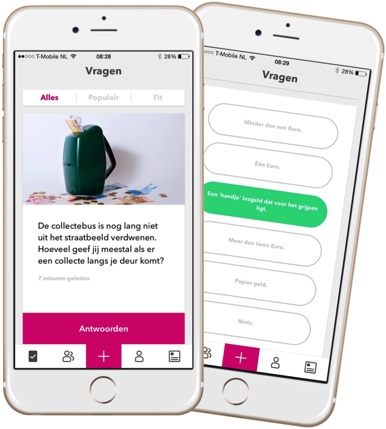 T-Mobile NL 08:28 28%
Vragen
Alles Populair Fit
De collectebus is nog lang niet
uit het straatbeeld verdwenen.
Hoeveel geef jij meestal als er
een collecte langs je deur komt?
7 minuten geleden
Antwoorden
T-Mobile NL 08:29 28%
Vragen
Minder dan een Euro.
Één Euro.
Een 'handje' losgeld dat voor het grijpen
ligt.
Meer dan twee Euro.
Papier geld.
Niets.